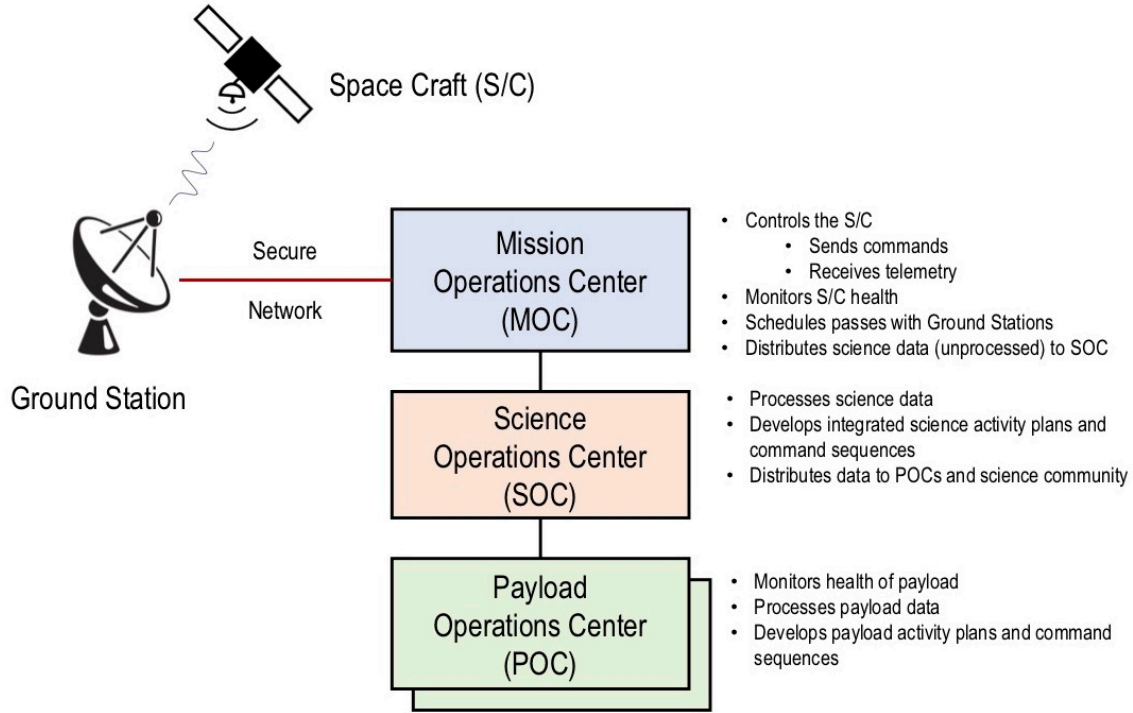 Space Craft (S/C)
Secure
Network
Ground Station
Mission
Operations Center
(MOC)
• Controls the S/C
• Sends commands
• Receives telemetry
• Monitors S/C health
• Schedules passes with Ground Stations
• Distributes science data (unprocessed) to SOC
Science
Operations Center
(SOC)
• Processes science data
• Develops integrated science activity plans and
command sequences
• Distributes data to POCs and science community
Payload
Operations Center
(POC)
• Monitors health of payload
• Processes payload data
• Develops payload activity plans and command
sequences